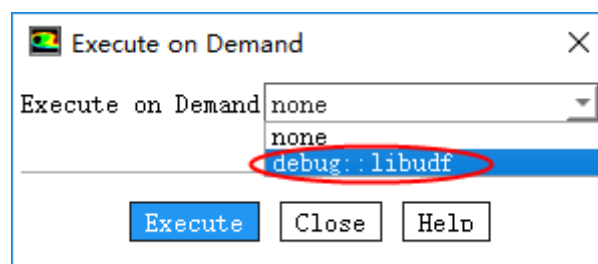 Execute on Demand
Execute on Demand none
none
debug::libudf
Execute Close Help